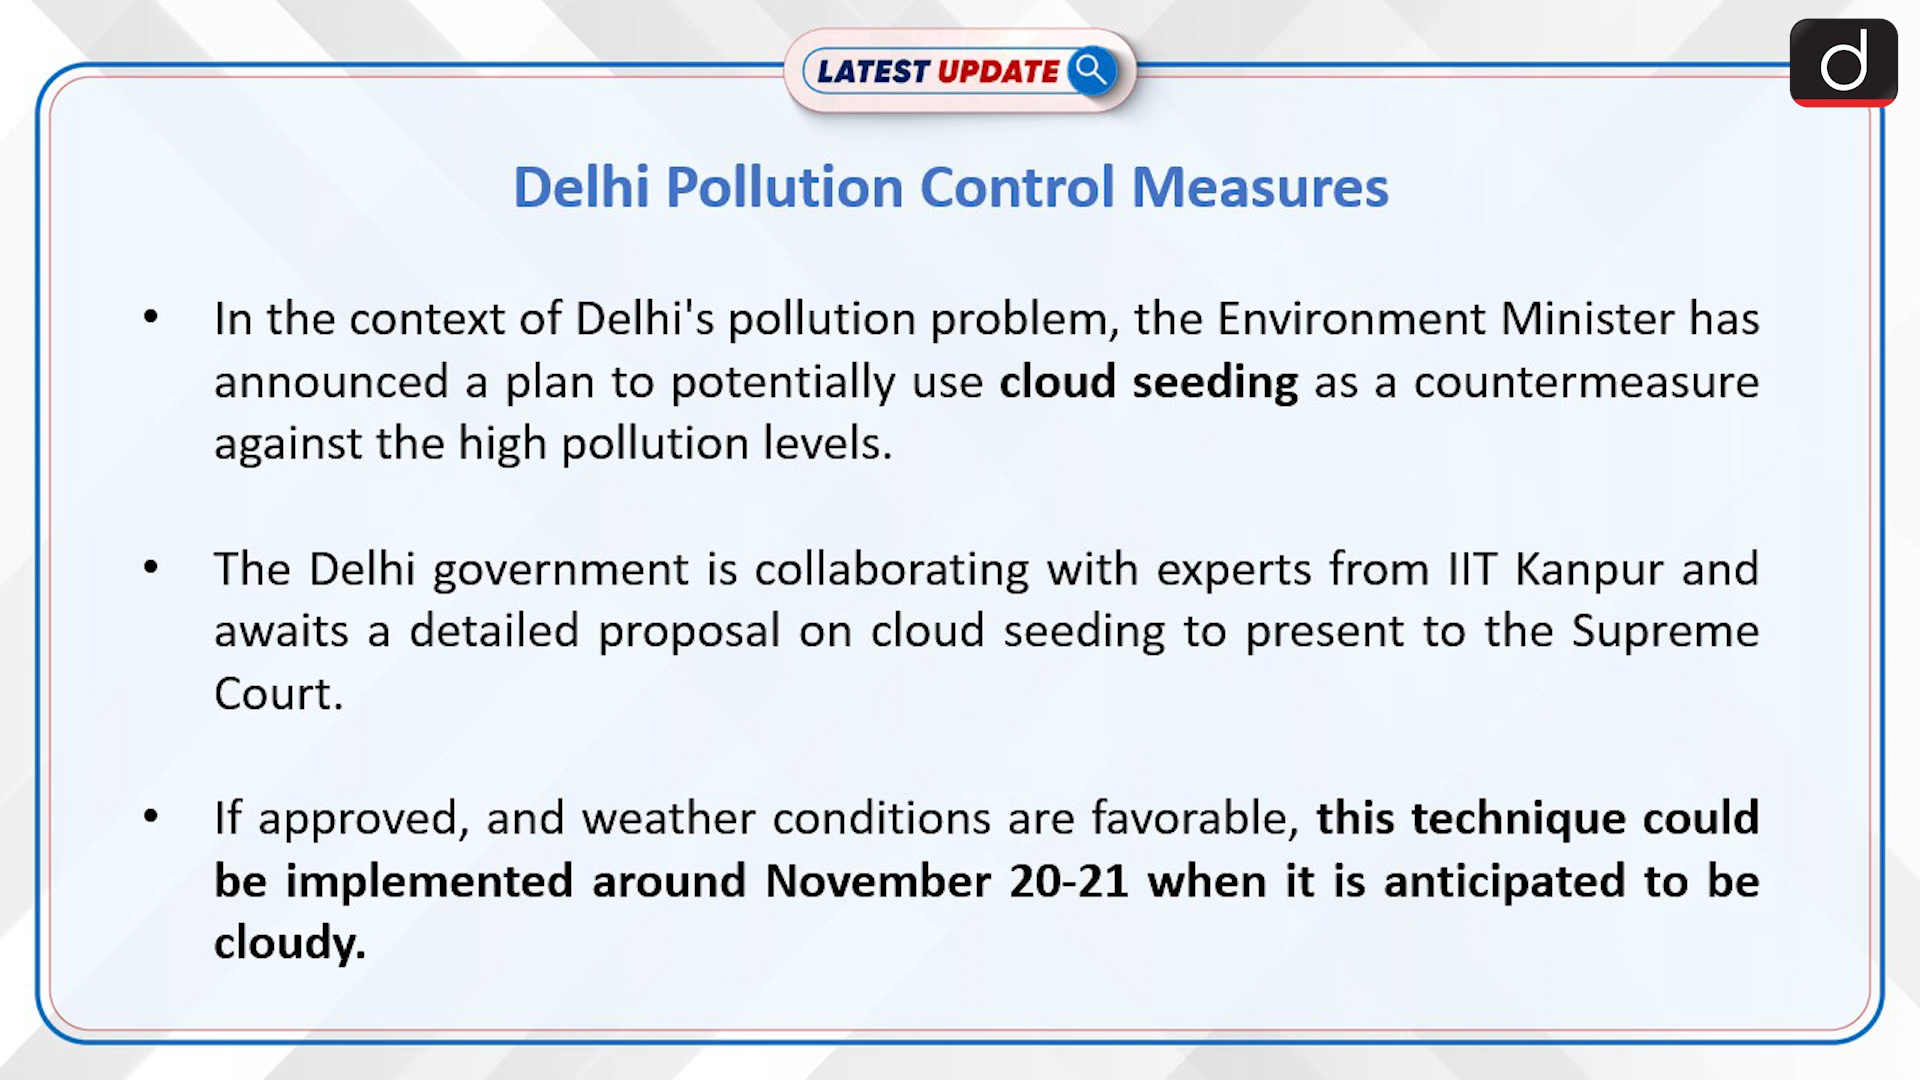 LATEST UPDATE
d
Delhi Pollution Control Measures
• In the context of Delhi's pollution problem, the Environment Minister has
announced a plan to potentially use cloud seeding as a countermeasure
against the high pollution levels.
• The Delhi government is collaborating with experts from IIT Kanpur and
awaits a detailed proposal on cloud seeding to present to the Supreme
Court.
• If approved, and weather conditions are favorable, this technique could
be implemented around November 20-21 when it is anticipated to be
cloudy.